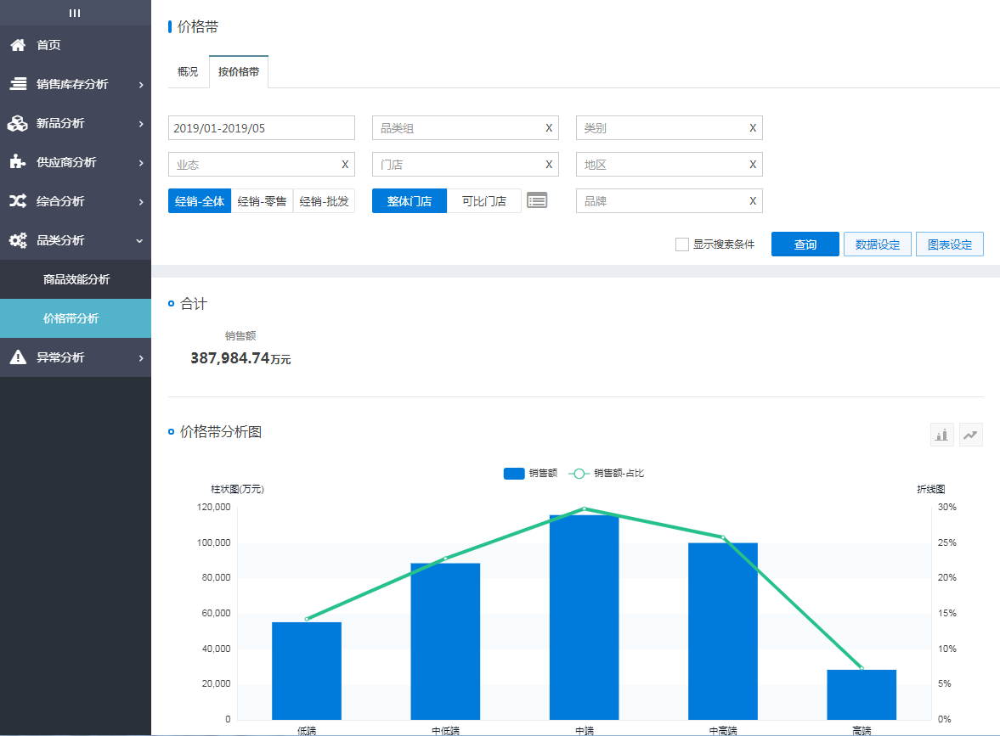 首页
销售库存分析
新品分析
供应商分析
综合分析
品类分析
商品效能分析
价格带分析
异常分析
价格带
概况 按价格带
2019/01-2019/05 品类组 X 类别 X
业态 X 门店 X 地区 X
经销-全体 经销-零售 经销-批发 整体门店 可比门店 品牌 X
显示搜索条件 查询 数据设定 图表设定
合计
销售额
387,984.74万元
价格带分析图
销售额 销售额-占比
柱状图(万元) 折线图
120,000 30%
100,000 25%
80,000 20%
60,000 15%
40,000 10%
20,000 5%
0 0%
低端 中低端 中端 中高端 高端